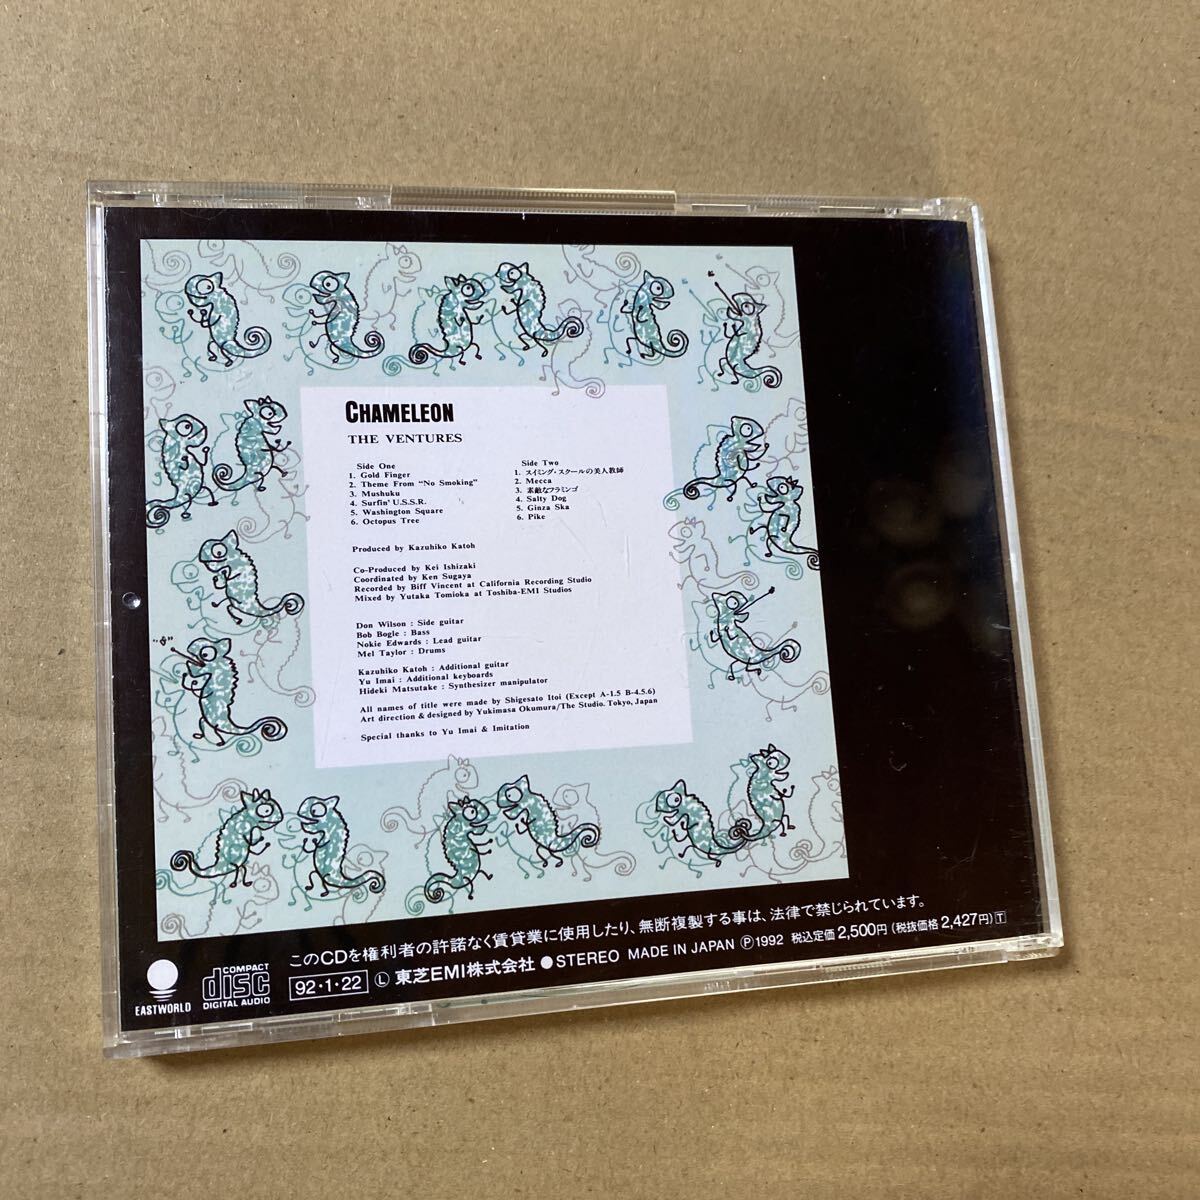 CHAMELEON
THE VENTURES
Side One
1. Gold Finger
2. Theme From "No Smoking"
3. Mushuku
4. Surfin' U.S.S.R.
5. Washington Square
6. Octopus Tree
Side Two
1. スイミング・スクールの美人教師
2. Mecca
3. 素敵なフラミンゴ
4. Salty Dog
5. Ginza Ska
6. Pike
Produced by Kazuhiko Katoh
Co-Produced by Kei Ishizaki
Coordinated by Ken Sugaya
Recorded by Biff Vincent at California Recording Studio
Mixed by Yutaka Tomioka at Toshiba-EMI Studios
Don Wilson : Side guitar
Bob Bogle : Bass
Nokie Edwards : Lead guitar
Mel Taylor : Drums
Kazuhiko Katoh : Additional guitar
Yu Imai : Additional keyboards
Hideki Matsutake : Synthesizer manipulator
All names of title were made by Shigesato Itoi (Except A-1.5 B-4.5.6)
Art direction & designed by Yukimasa Okumura/The Studio. Tokyo, Japan
Special thanks to Yu Imai & Imitation
このCDを権利者の許諾なく賃貸業に使用したり、無断複製する事は、法律で禁じられています。
EASTWORLD
COMPACT disc DIGITAL AUDIO
92・1・22 Ⓛ 東芝EMI株式会社 ●STEREO MADE IN JAPAN Ⓟ1992 税込定価2,500円 (税抜価格2,427円) T